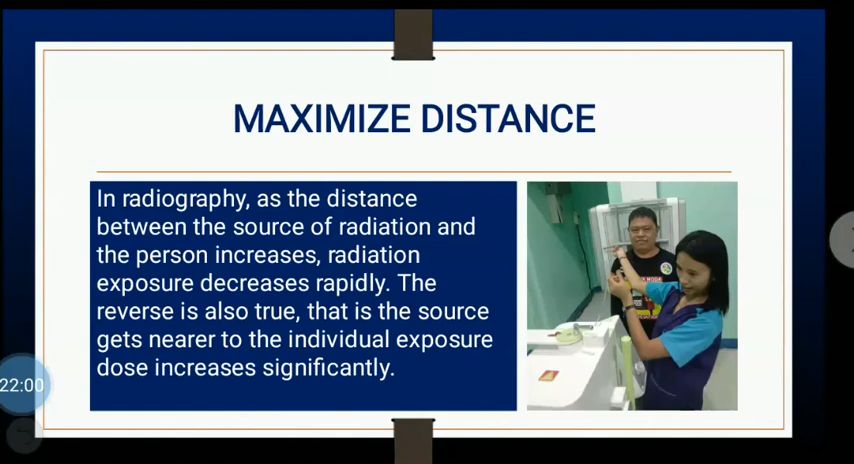 MAXIMIZE DISTANCE
In radiography, as the distance
between the source of radiation and
the person increases, radiation
exposure decreases rapidly. The
reverse is also true, that is the source
gets nearer to the individual exposure
dose increases significantly.
22:00